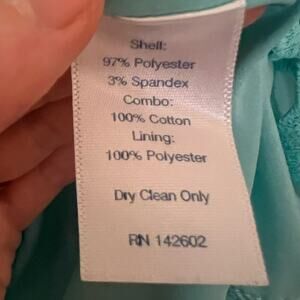 Shell:
97% Polyester
3% Spandex
Combo:
100% Cotton
Lining:
100% Polyester
Dry Clean Only
RN 142602